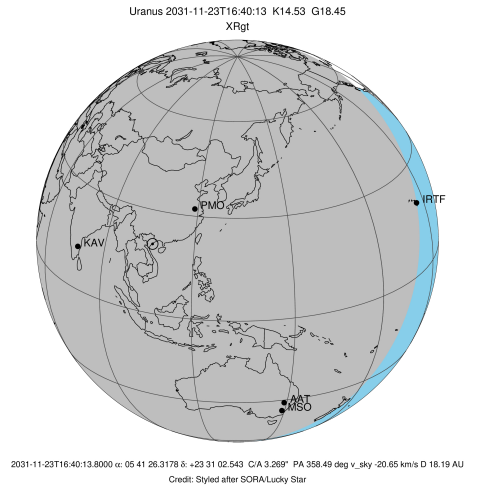 Uranus 2031-11-23T16:40:13 K14.53 G18.45
XRgt
IRTF
PMO
KAV
AAT
MSO
2031-11-23T16:40:13.8000 α: 05 41 26.3178 δ: +23 31 02.543 C/A 3.269" PA 358.49 deg v_sky -20.65 km/s D 18.19 AU
Credit: Styled after SORA/Lucky Star